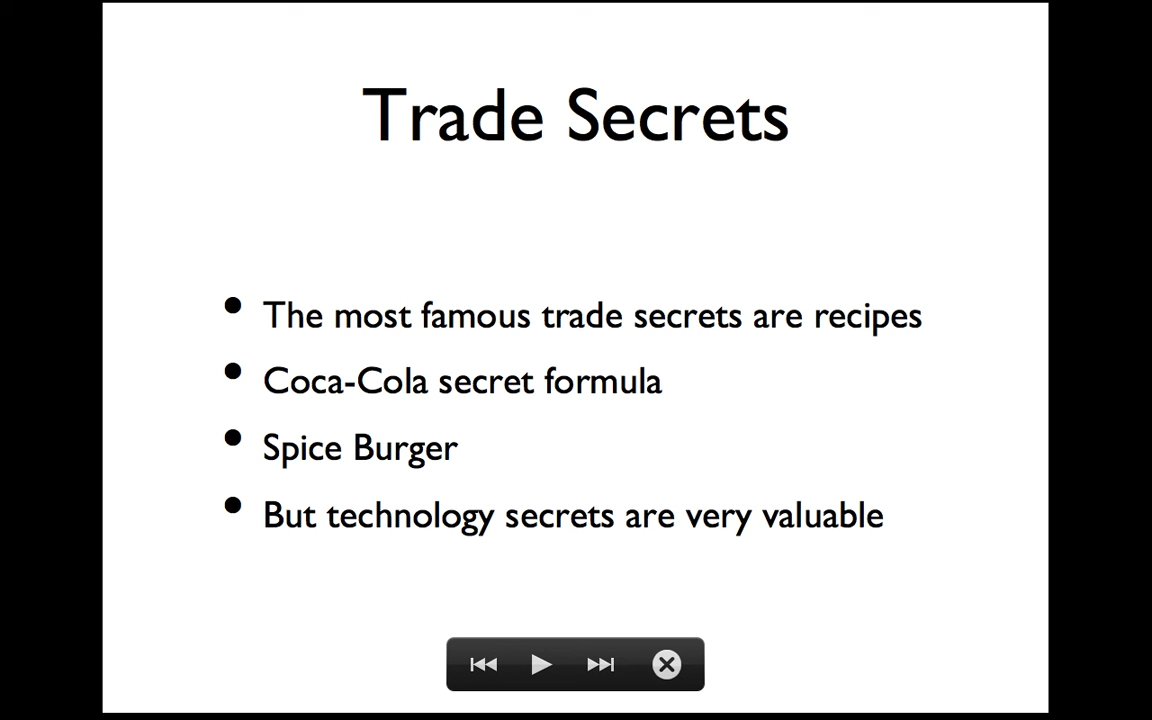 Trade Secrets
• The most famous trade secrets are recipes
• Coca-Cola secret formula
• Spice Burger
• But technology secrets are very valuable